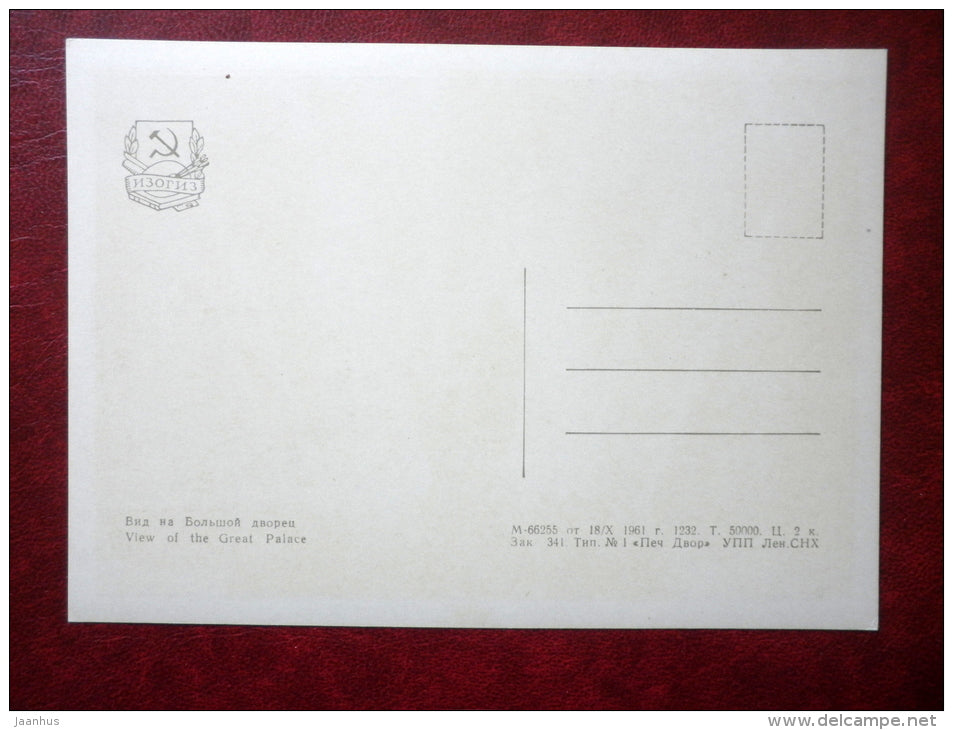 ИЗОГИЗ
Вид на Большой дворец
View of the Great Palace
М-66255 от 18/X 1961 г. 1232. Т. 50000. Ц. 2 к.
Зак 341. Тип. № 1 «Печ Двор» УПП Лен.СНХ
jaanhus
www.delcampe.net